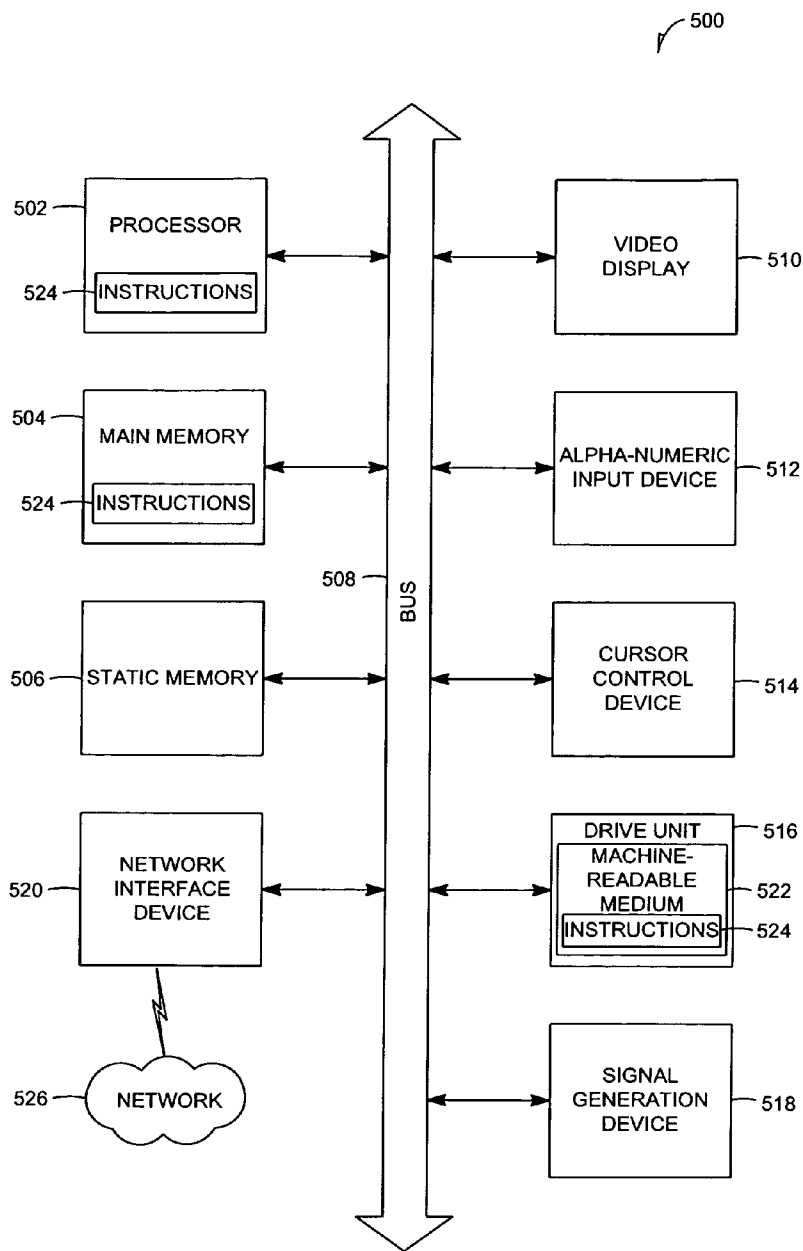 500
502
PROCESSOR
524
INSTRUCTIONS
504
MAIN MEMORY
524
INSTRUCTIONS
506
STATIC MEMORY
520
NETWORK
INTERFACE
DEVICE
526
NETWORK
508
BUS
VIDEO
DISPLAY
510
ALPHA-NUMERIC
INPUT DEVICE
512
CURSOR
CONTROL
DEVICE
514
DRIVE UNIT
516
MACHINE-
READABLE
MEDIUM
522
INSTRUCTIONS
524
SIGNAL
GENERATION
DEVICE
518